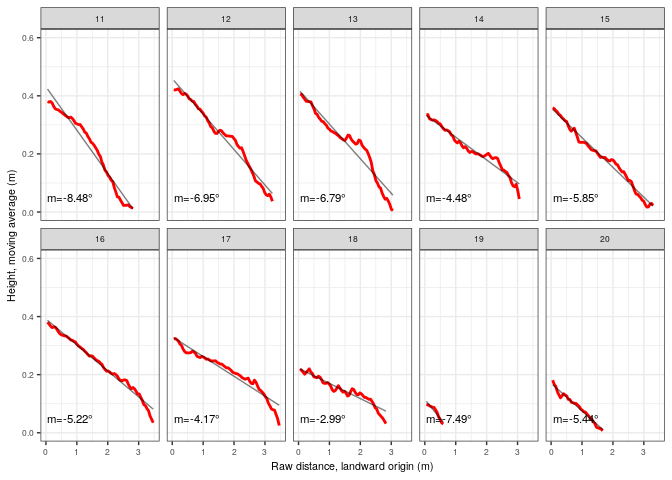 11 12 13 14 15
0.6
0.4
0.2
0.0
m=-8.48° m=-6.95° m=-6.79° m=-4.48° m=-5.85°
16 17 18 19 20
0.6
0.4
0.2
0.0
m=-5.22° m=-4.17° m=-2.99° m=-7.49° m=-5.44°
0 1 2 3 0 1 2 3 0 1 2 3 0 1 2 3 0 1 2 3
Height, moving average (m)
Raw distance, landward origin (m)